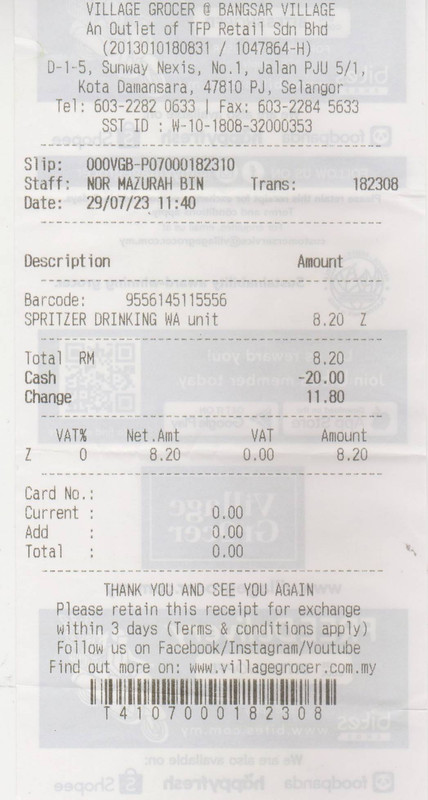 VILLAGE GROCER @ BANGSAR VILLAGE
An Outlet of TFP Retail Sdn Bhd
(2013010180831 / 1047864-H)
D-1-5, Sunway Nexis, No.1, Jalan PJU 5/1,
Kota Damansara, 47810 PJ, Selangor
Tel: 603-2282 0633 | Fax: 603-2284 5633
SST ID : W-10-1808-32000353
Slip: 000VGB-P07000182310
Staff: NOR MAZURAH BIN Trans: 182308
Date: 29/07/23 11:40
Description Amount
Barcode: 9556145115556
SPRITZER DRINKING WA unit 8.20 Z
Total RM 8.20
Cash -20.00
Change 11.80
VAT% Net.Amt VAT Amount
Z 0 8.20 0.00 8.20
Card No.:
Current : 0.00
Add : 0.00
Total : 0.00
THANK YOU AND SEE YOU AGAIN
Please retain this receipt for exchange
within 3 days (Terms & conditions apply)
Follow us on Facebook/Instagram/Youtube
Find out more on: www.villagegrocer.com.my
T4107000182308